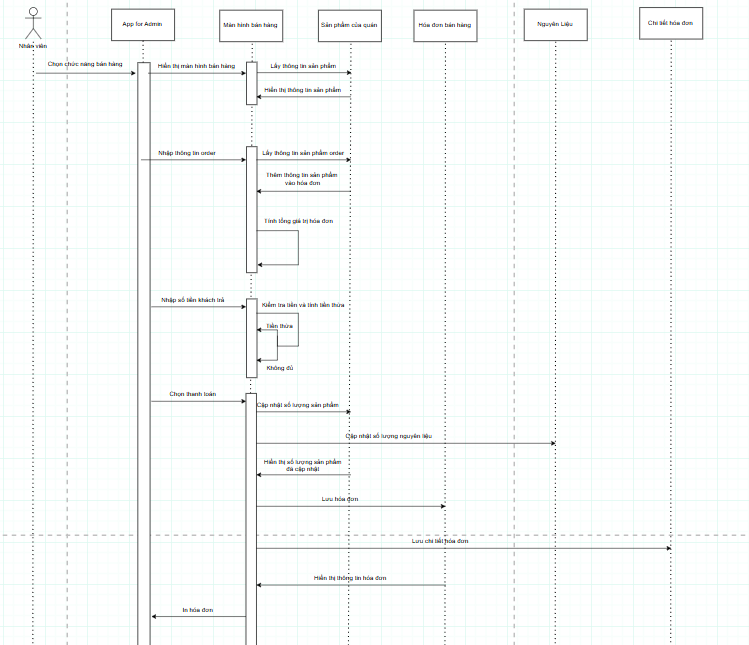 App for Admin
Màn hình bán hàng
Sản phẩm của quán
Hóa đơn bán hàng
Nguyên Liệu
Chi tiết hóa đơn
Nhân viên
Chọn chức năng bán hàng
Hiển thị màn hình bán hàng
Lấy thông tin sản phẩm
Hiển thị thông tin sản phẩm
Nhập thông tin order
Lấy thông tin sản phẩm order
Thêm thông tin sản phẩm
vào hóa đơn
Tính tổng giá trị hóa đơn
Nhập số tiền khách trả
Kiểm tra tiền và tính tiền thừa
Tiền thừa
Không đủ
Chọn thanh toán
Cập nhật số lượng sản phẩm
Cập nhật số lượng nguyên liệu
Hiển thị số lượng sản phẩm
đã cập nhật
Lưu hóa đơn
Lưu chi tiết hóa đơn
Hiển thị thông tin hóa đơn
In hóa đơn